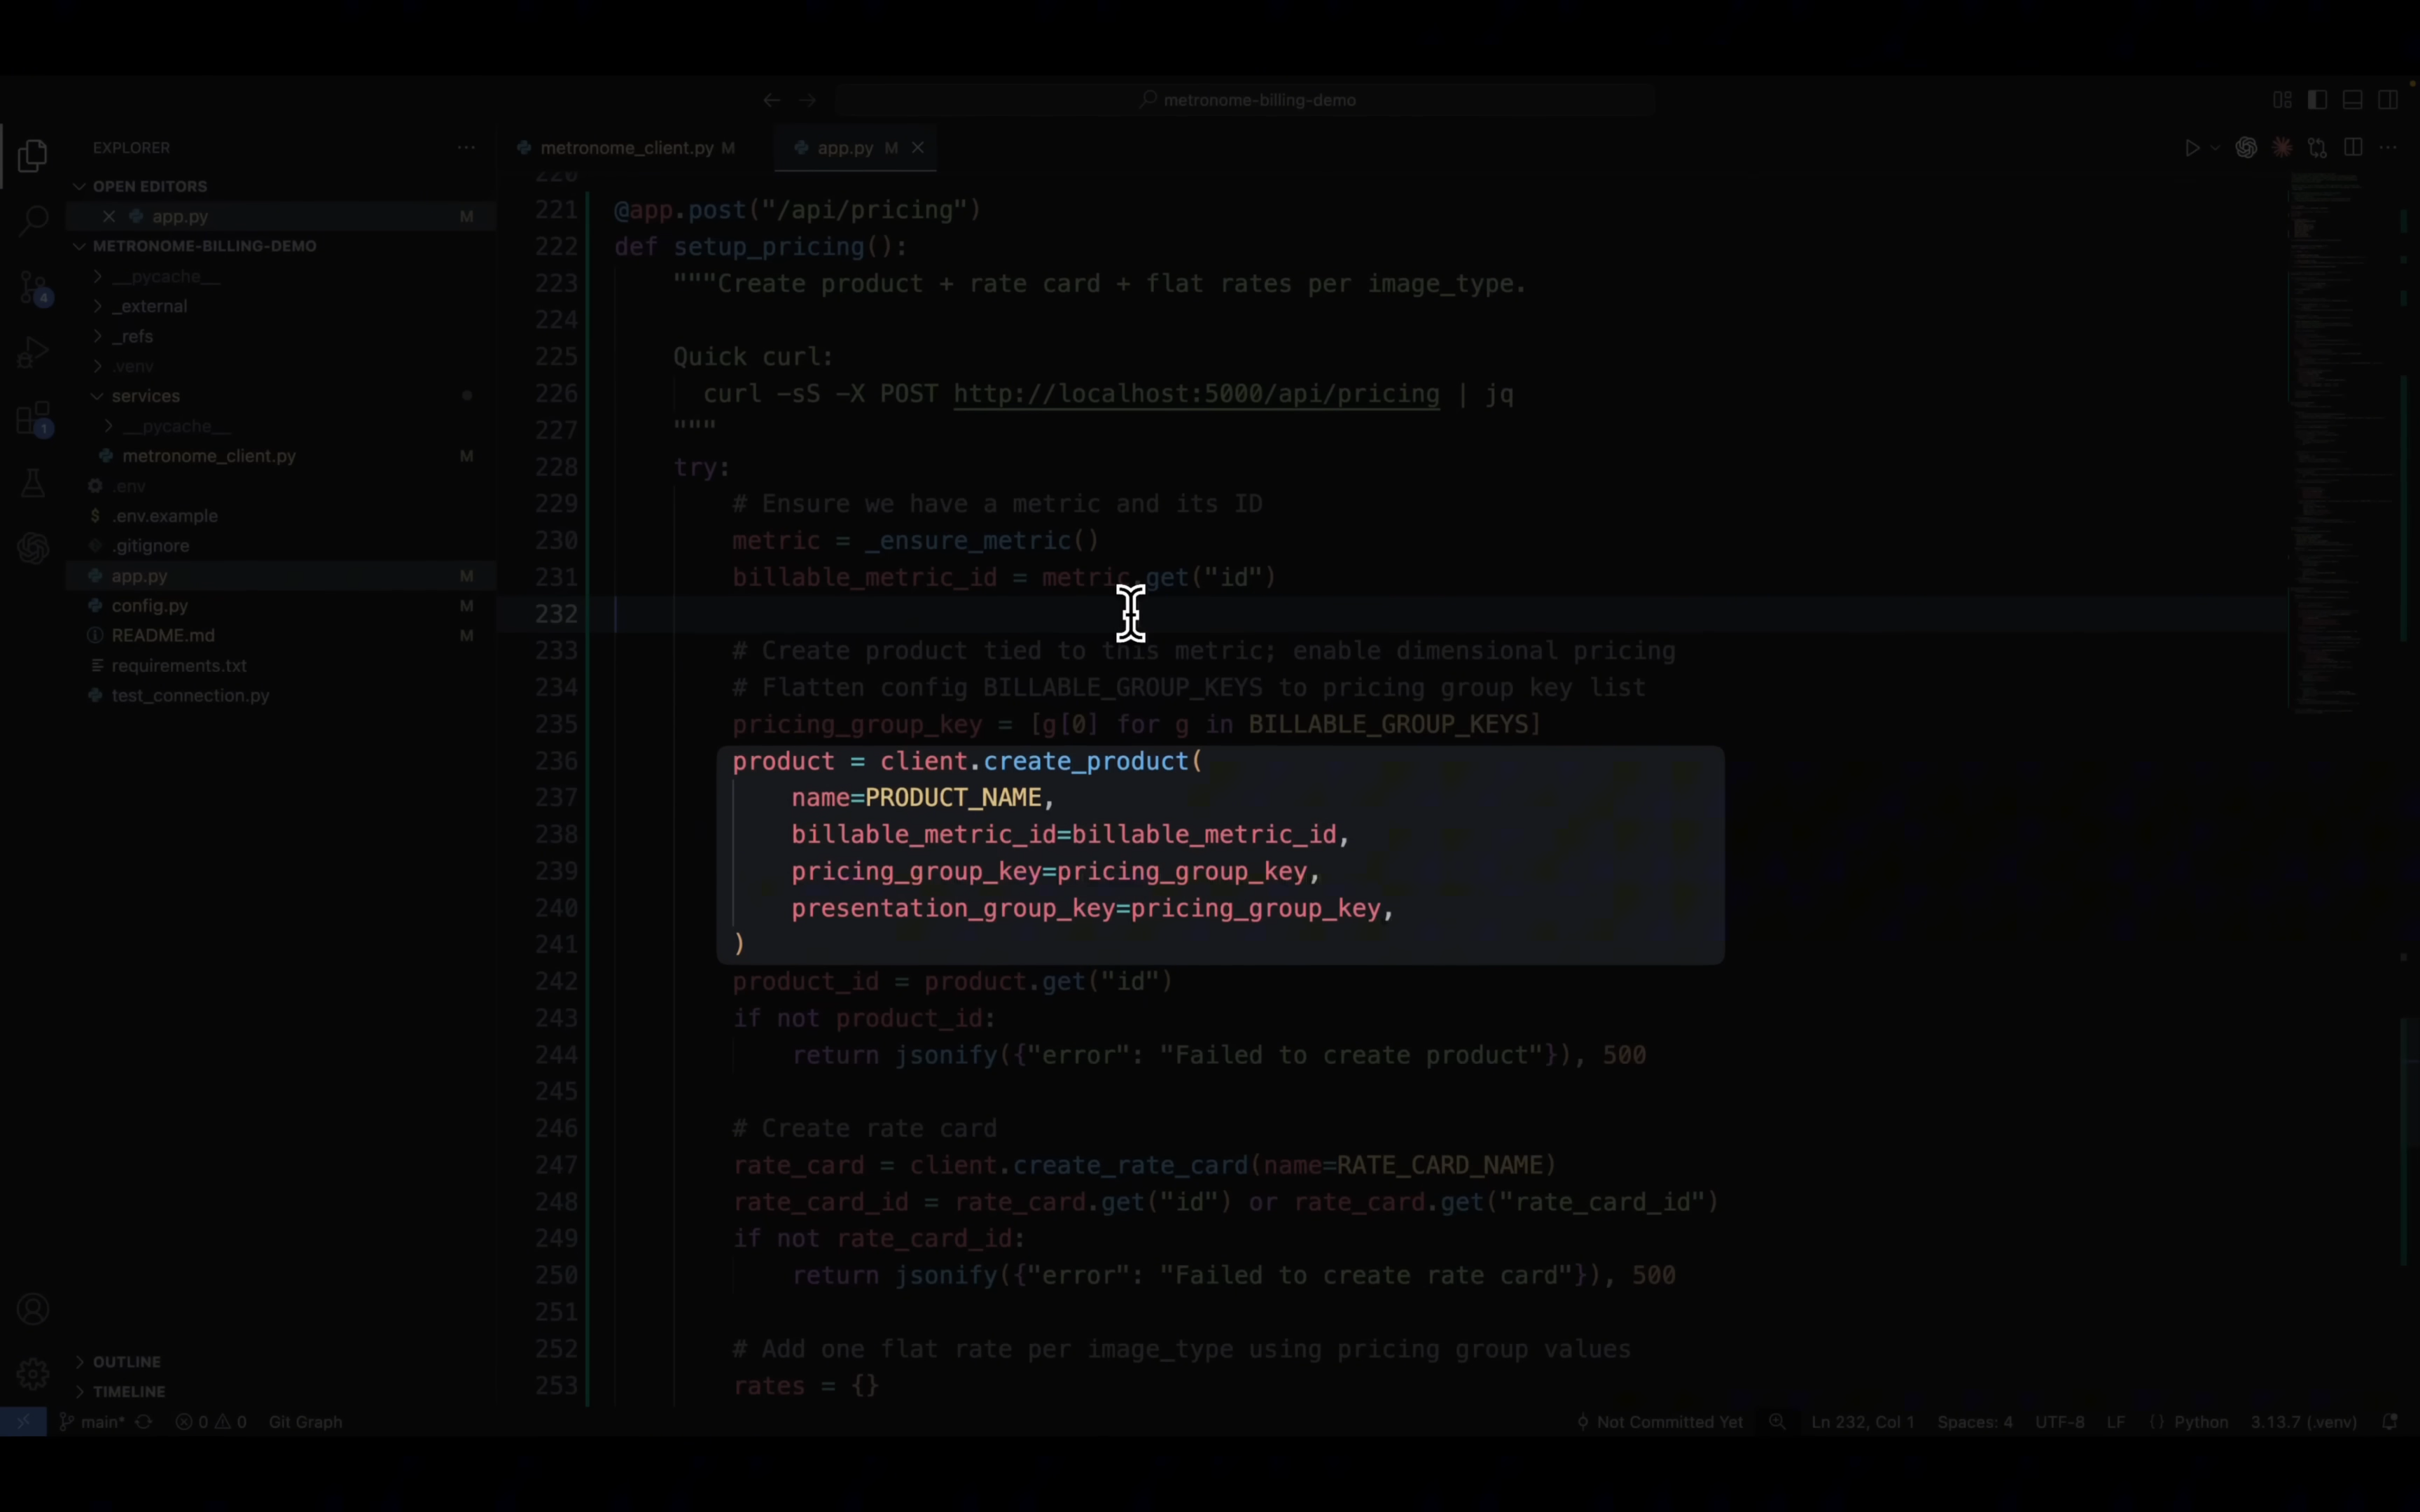 metronome-billing-demo
EXPLORER
OPEN EDITORS
app.py M
METRONOME-BILLING-DEMO
__pycache__
_external
_refs
.venv
services
__pycache__
metronome_client.py M
.env
$ .env.example
.gitignore
app.py M
config.py M
README.md M
requirements.txt
test_connection.py
OUTLINE
TIMELINE
4
1
metronome_client.py M
app.py M
220
221 @app.post("/api/pricing")
222 def setup_pricing():
223 """Create product + rate card + flat rates per image_type.
224
225 Quick curl:
226 curl -sS -X POST http://localhost:5000/api/pricing | jq
227 """
228 try:
229 # Ensure we have a metric and its ID
230 metric = _ensure_metric()
231 billable_metric_id = metric.get("id")
232
233 # Create product tied to this metric; enable dimensional pricing
234 # Flatten config BILLABLE_GROUP_KEYS to pricing group key list
235 pricing_group_key = [g[0] for g in BILLABLE_GROUP_KEYS]
236 product = client.create_product(
237 name=PRODUCT_NAME,
238 billable_metric_id=billable_metric_id,
239 pricing_group_key=pricing_group_key,
240 presentation_group_key=pricing_group_key,
241 )
242 product_id = product.get("id")
243 if not product_id:
244 return jsonify({"error": "Failed to create product"}), 500
245
246 # Create rate card
247 rate_card = client.create_rate_card(name=RATE_CARD_NAME)
248 rate_card_id = rate_card.get("id") or rate_card.get("rate_card_id")
249 if not rate_card_id:
250 return jsonify({"error": "Failed to create rate card"}), 500
251
252 # Add one flat rate per image_type using pricing group values
253 rates = {}
main* 0 0 Git Graph Not Committed Yet Ln 232, Col 1 Spaces: 4 UTF-8 LF {} Python 3.13.7 (.venv)